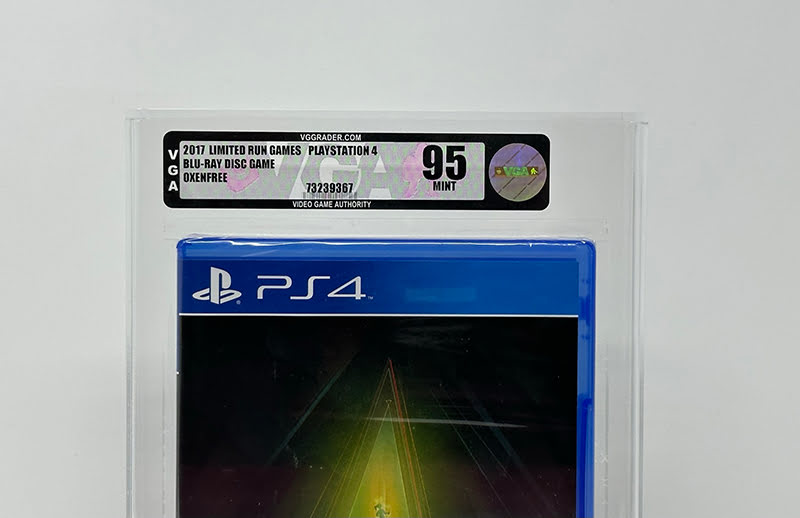 VGGRADER.COM
VGA
2017 LIMITED RUN GAMES PLAYSTATION 4
BLU-RAY DISC GAME
OXENFREE
73239367
95
MINT
VGA
VGA
VIDEO GAME AUTHORITY
PS4